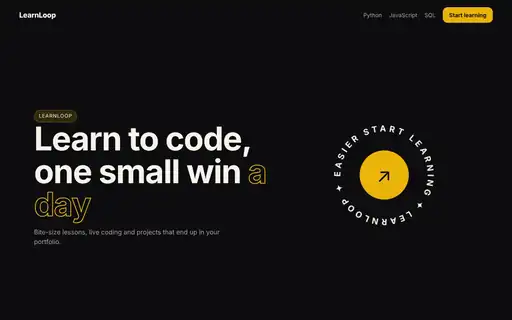 LearnLoop
Python JavaScript SQL Start learning
LEARNLOOP
Learn to code,
one small win a
day
Bite-size lessons, live coding and projects that end up in your
portfolio.
EASIER START LEARNING ✦ LEARNLOOP ✦